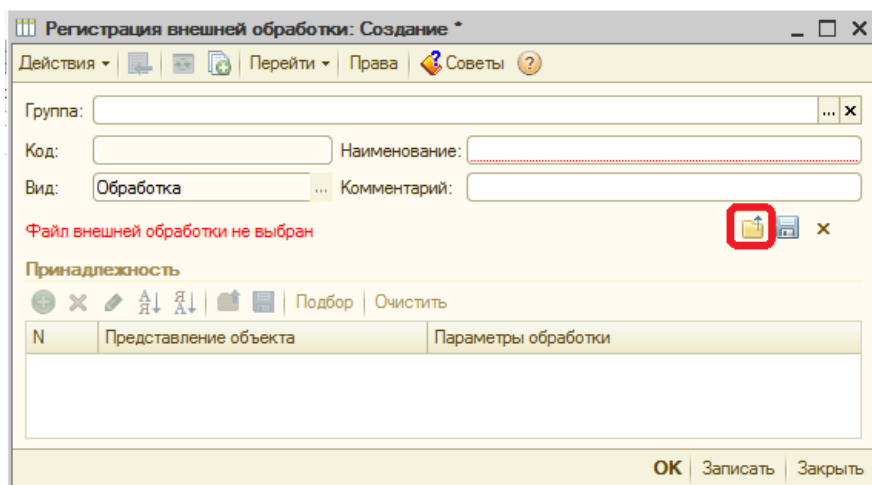 Регистрация внешней обработки: Создание *
Действия Перейти Права Советы ?
Группа: ...
Код: Наименование:
Вид: Обработка ... Комментарий:
Файл внешней обработки не выбран
Принадлежность
А Я Я А Подбор Очистить
N Представление объекта Параметры обработки
OK Записать Закрыть